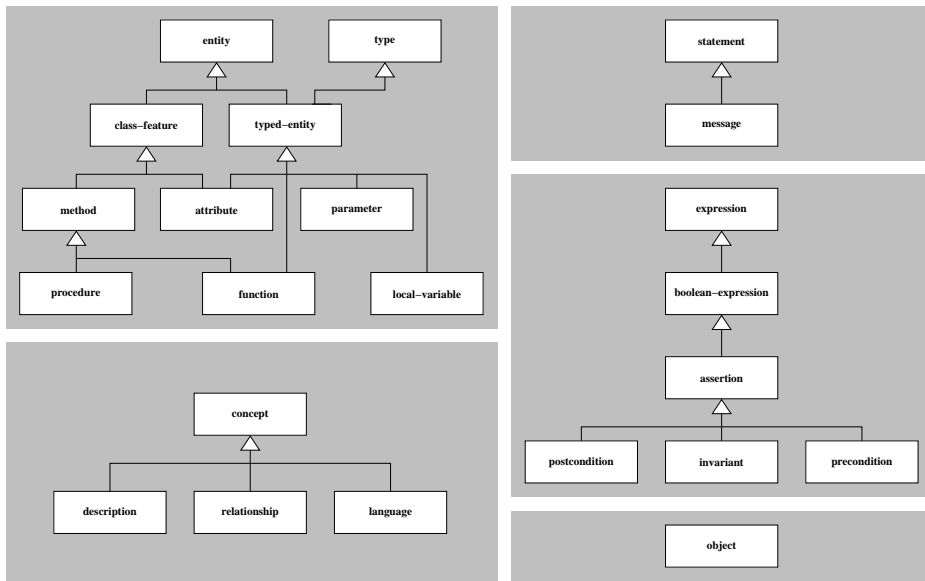 entity
type
class−feature
typed−entity
method
attribute
parameter
procedure
function
local−variable
concept
description
relationship
language
statement
message
expression
boolean−expression
assertion
postcondition
invariant
precondition
object